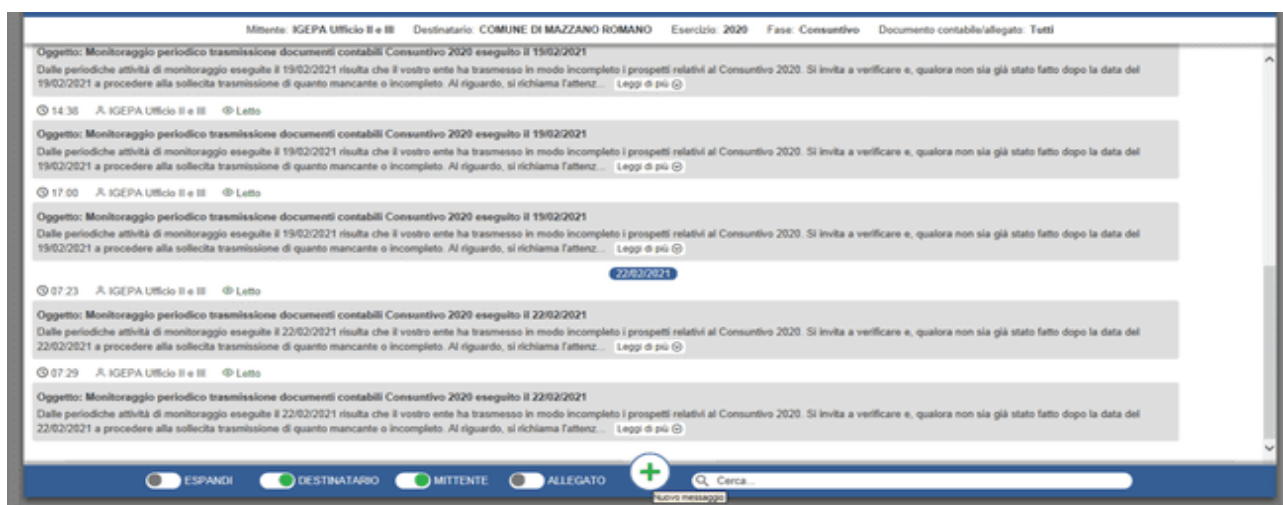 Mittente: IGEPA Ufficio II e III Destinatario: COMUNE DI MAZZANO ROMANO Esercizio: 2020 Fase: Consuntivo Documento contabile/allegato: Tutti
Oggetto: Monitoraggio periodico trasmissione documenti contabili Consuntivo 2020 eseguito il 19/02/2021
Dalle periodiche attività di monitoraggio eseguite il 19/02/2021 risulta che il vostro ente ha trasmesso in modo incompleto i prospetti relativi al Consuntivo 2020. Si invita a verificare e, qualora non sia già stato fatto dopo la data del
19/02/2021 a procedere alla sollecita trasmissione di quanto mancante o incompleto. Al riguardo, si richiama l'attenz... Leggi di più
14:36 IGEPA Ufficio II e III Letto
Oggetto: Monitoraggio periodico trasmissione documenti contabili Consuntivo 2020 eseguito il 19/02/2021
Dalle periodiche attività di monitoraggio eseguite il 19/02/2021 risulta che il vostro ente ha trasmesso in modo incompleto i prospetti relativi al Consuntivo 2020. Si invita a verificare e, qualora non sia già stato fatto dopo la data del
19/02/2021 a procedere alla sollecita trasmissione di quanto mancante o incompleto. Al riguardo, si richiama l'attenz... Leggi di più
17:00 IGEPA Ufficio II e III Letto
Oggetto: Monitoraggio periodico trasmissione documenti contabili Consuntivo 2020 eseguito il 19/02/2021
Dalle periodiche attività di monitoraggio eseguite il 19/02/2021 risulta che il vostro ente ha trasmesso in modo incompleto i prospetti relativi al Consuntivo 2020. Si invita a verificare e, qualora non sia già stato fatto dopo la data del
19/02/2021 a procedere alla sollecita trasmissione di quanto mancante o incompleto. Al riguardo, si richiama l'attenz... Leggi di più
22/02/2021
07:23 IGEPA Ufficio II e III Letto
Oggetto: Monitoraggio periodico trasmissione documenti contabili Consuntivo 2020 eseguito il 22/02/2021
Dalle periodiche attività di monitoraggio eseguite il 22/02/2021 risulta che il vostro ente ha trasmesso in modo incompleto i prospetti relativi al Consuntivo 2020. Si invita a verificare e, qualora non sia già stato fatto dopo la data del
22/02/2021 a procedere alla sollecita trasmissione di quanto mancante o incompleto. Al riguardo, si richiama l'attenz... Leggi di più
07:29 IGEPA Ufficio II e III Letto
Oggetto: Monitoraggio periodico trasmissione documenti contabili Consuntivo 2020 eseguito il 22/02/2021
Dalle periodiche attività di monitoraggio eseguite il 22/02/2021 risulta che il vostro ente ha trasmesso in modo incompleto i prospetti relativi al Consuntivo 2020. Si invita a verificare e, qualora non sia già stato fatto dopo la data del
22/02/2021 a procedere alla sollecita trasmissione di quanto mancante o incompleto. Al riguardo, si richiama l'attenz... Leggi di più
ESPANDI DESTINATARIO MITTENTE ALLEGATO Cerca...
Nuovo messaggio